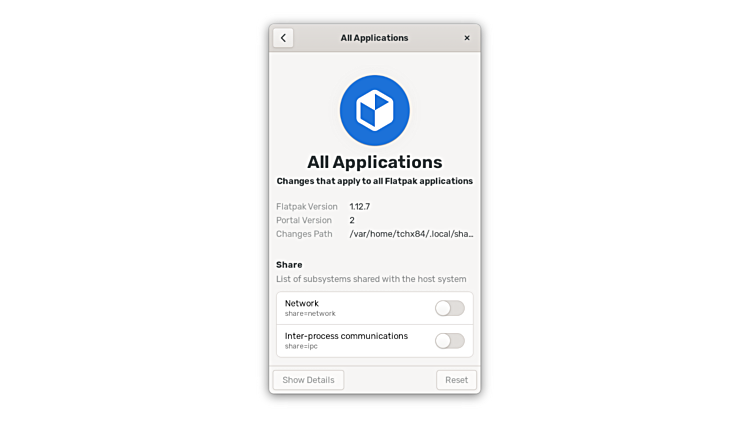 All Applications
All Applications
Changes that apply to all Flatpak applications
Flatpak Version 1.12.7
Portal Version 2
Changes Path /var/home/tchx84/.local/sha...
Share
List of subsystems shared with the host system
Network
share=network
Inter-process communications
share=ipc
Show Details Reset